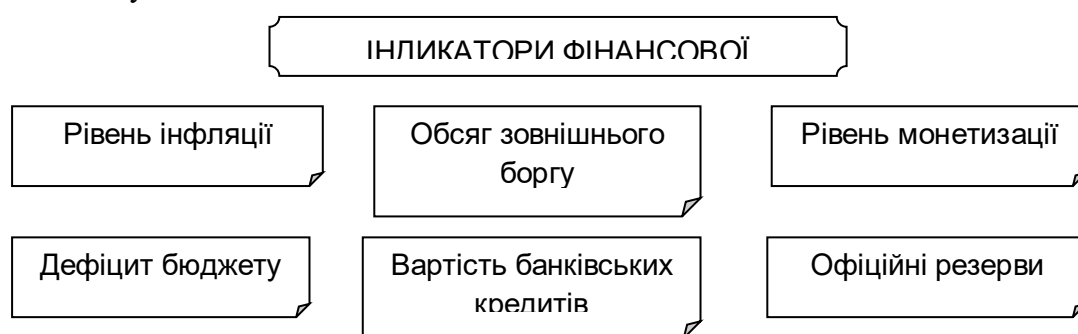 ІНДИКАТОРИ ФІНАНСОВОЇ
Рівень інфляції
Обсяг зовнішнього
боргу
Рівень монетизації
Дефіцит бюджету
Вартість банківських
кредитів
Офіційні резерви